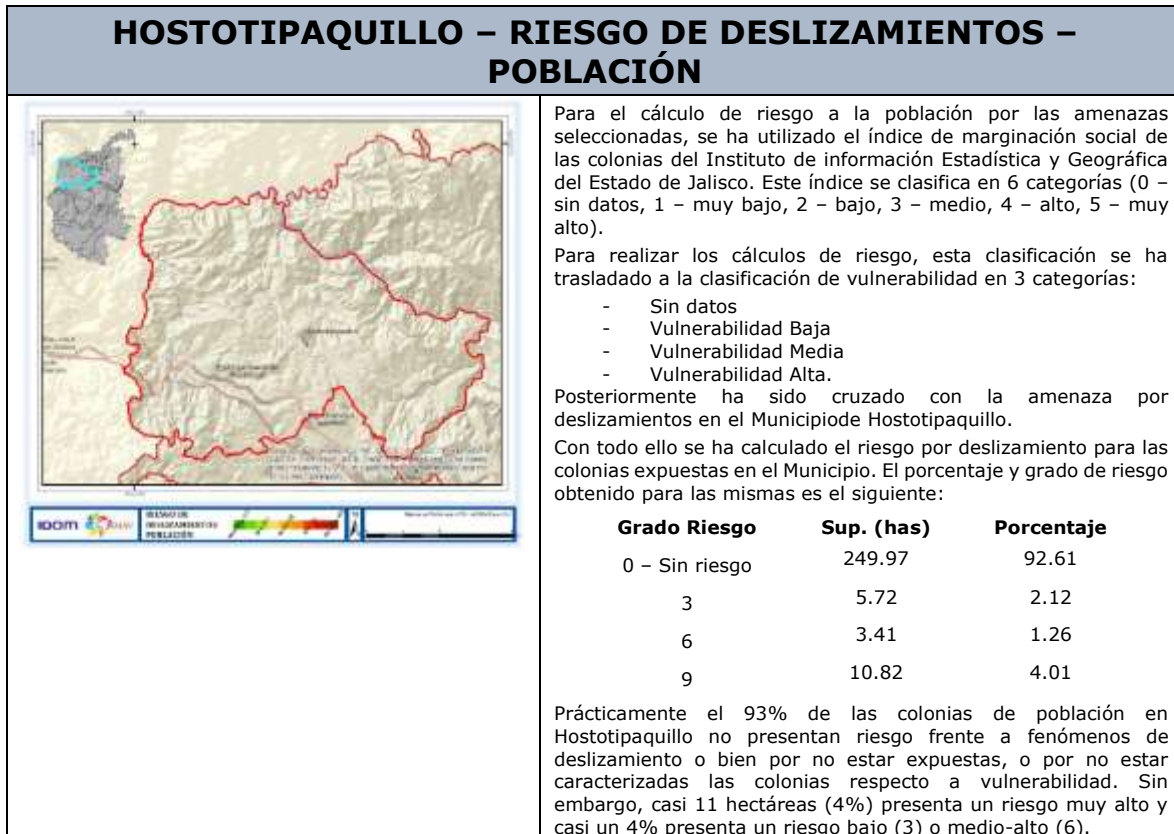 HOSTOTIPAQUILLO – RIESGO DE DESLIZAMIENTOS –
POBLACIÓN
Para el cálculo de riesgo a la población por las amenazas
seleccionadas, se ha utilizado el índice de marginación social de
las colonias del Instituto de información Estadística y Geográfica
del Estado de Jalisco. Este índice se clasifica en 6 categorías (0 –
sin datos, 1 – muy bajo, 2 – bajo, 3 – medio, 4 – alto, 5 – muy
alto).
Para realizar los cálculos de riesgo, esta clasificación se ha
trasladado a la clasificación de vulnerabilidad en 3 categorías:
- Sin datos
- Vulnerabilidad Baja
- Vulnerabilidad Media
- Vulnerabilidad Alta.
Posteriormente ha sido cruzado con la amenaza por
deslizamientos en el Municipiode Hostotipaquillo.
Con todo ello se ha calculado el riesgo por deslizamiento para las
colonias expuestas en el Municipio. El porcentaje y grado de riesgo
obtenido para las mismas es el siguiente:
Grado Riesgo Sup. (has) Porcentaje
0 – Sin riesgo 249.97 92.61
3 5.72 2.12
6 3.41 1.26
9 10.82 4.01
Prácticamente el 93% de las colonias de población en
Hostotipaquillo no presentan riesgo frente a fenómenos de
deslizamiento o bien por no estar expuestas, o por no estar
caracterizadas las colonias respecto a vulnerabilidad. Sin
embargo, casi 11 hectáreas (4%) presenta un riesgo muy alto y
casi un 4% presenta un riesgo bajo (3) o medio-alto (6).
IDOM
RIESGO DE
DESLIZAMIENTOS
POBLACIÓN